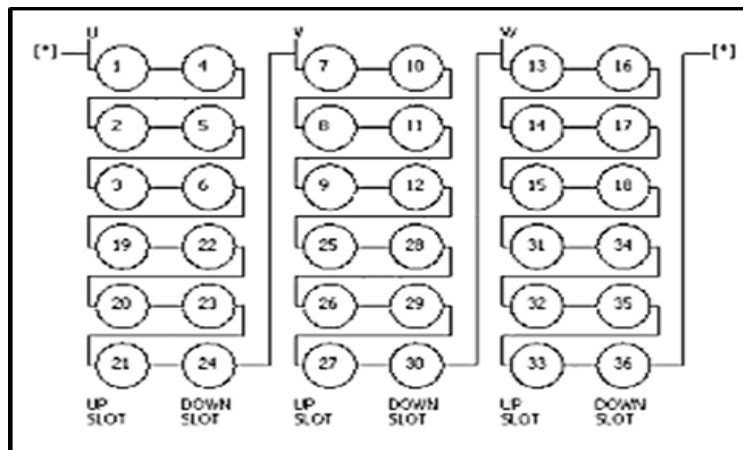 U V W
[*] 1 4 7 10 13 16 [*]
2 5 8 11 14 17
3 6 9 12 15 18
19 22 25 28 31 34
20 23 26 29 32 35
21 24 27 30 33 36
UP DOWN UP DOWN UP DOWN
SLOT SLOT SLOT SLOT SLOT SLOT